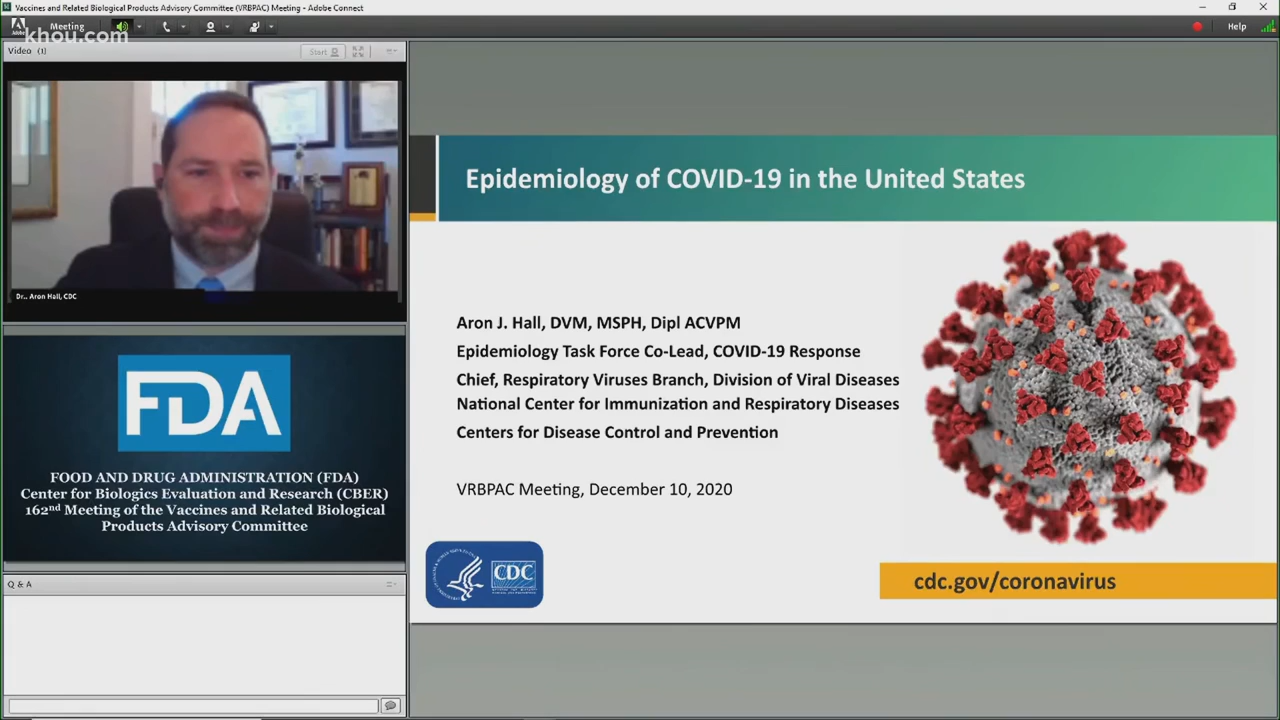 Vaccines and Related Biological Products Advisory Committee (VRBPAC) Meeting - Adobe Connect
Meeting
Help
khou.com
Video (1)
Start
Dr.. Aron Hall, CDC
FDA
FOOD AND DRUG ADMINISTRATION (FDA)
Center for Biologics Evaluation and Research (CBER)
162nd Meeting of the Vaccines and Related Biological
Products Advisory Committee
Q & A
Epidemiology of COVID-19 in the United States
Aron J. Hall, DVM, MSPH, Dipl ACVPM
Epidemiology Task Force Co-Lead, COVID-19 Response
Chief, Respiratory Viruses Branch, Division of Viral Diseases
National Center for Immunization and Respiratory Diseases
Centers for Disease Control and Prevention
VRBPAC Meeting, December 10, 2020
CDC
cdc.gov/coronavirus